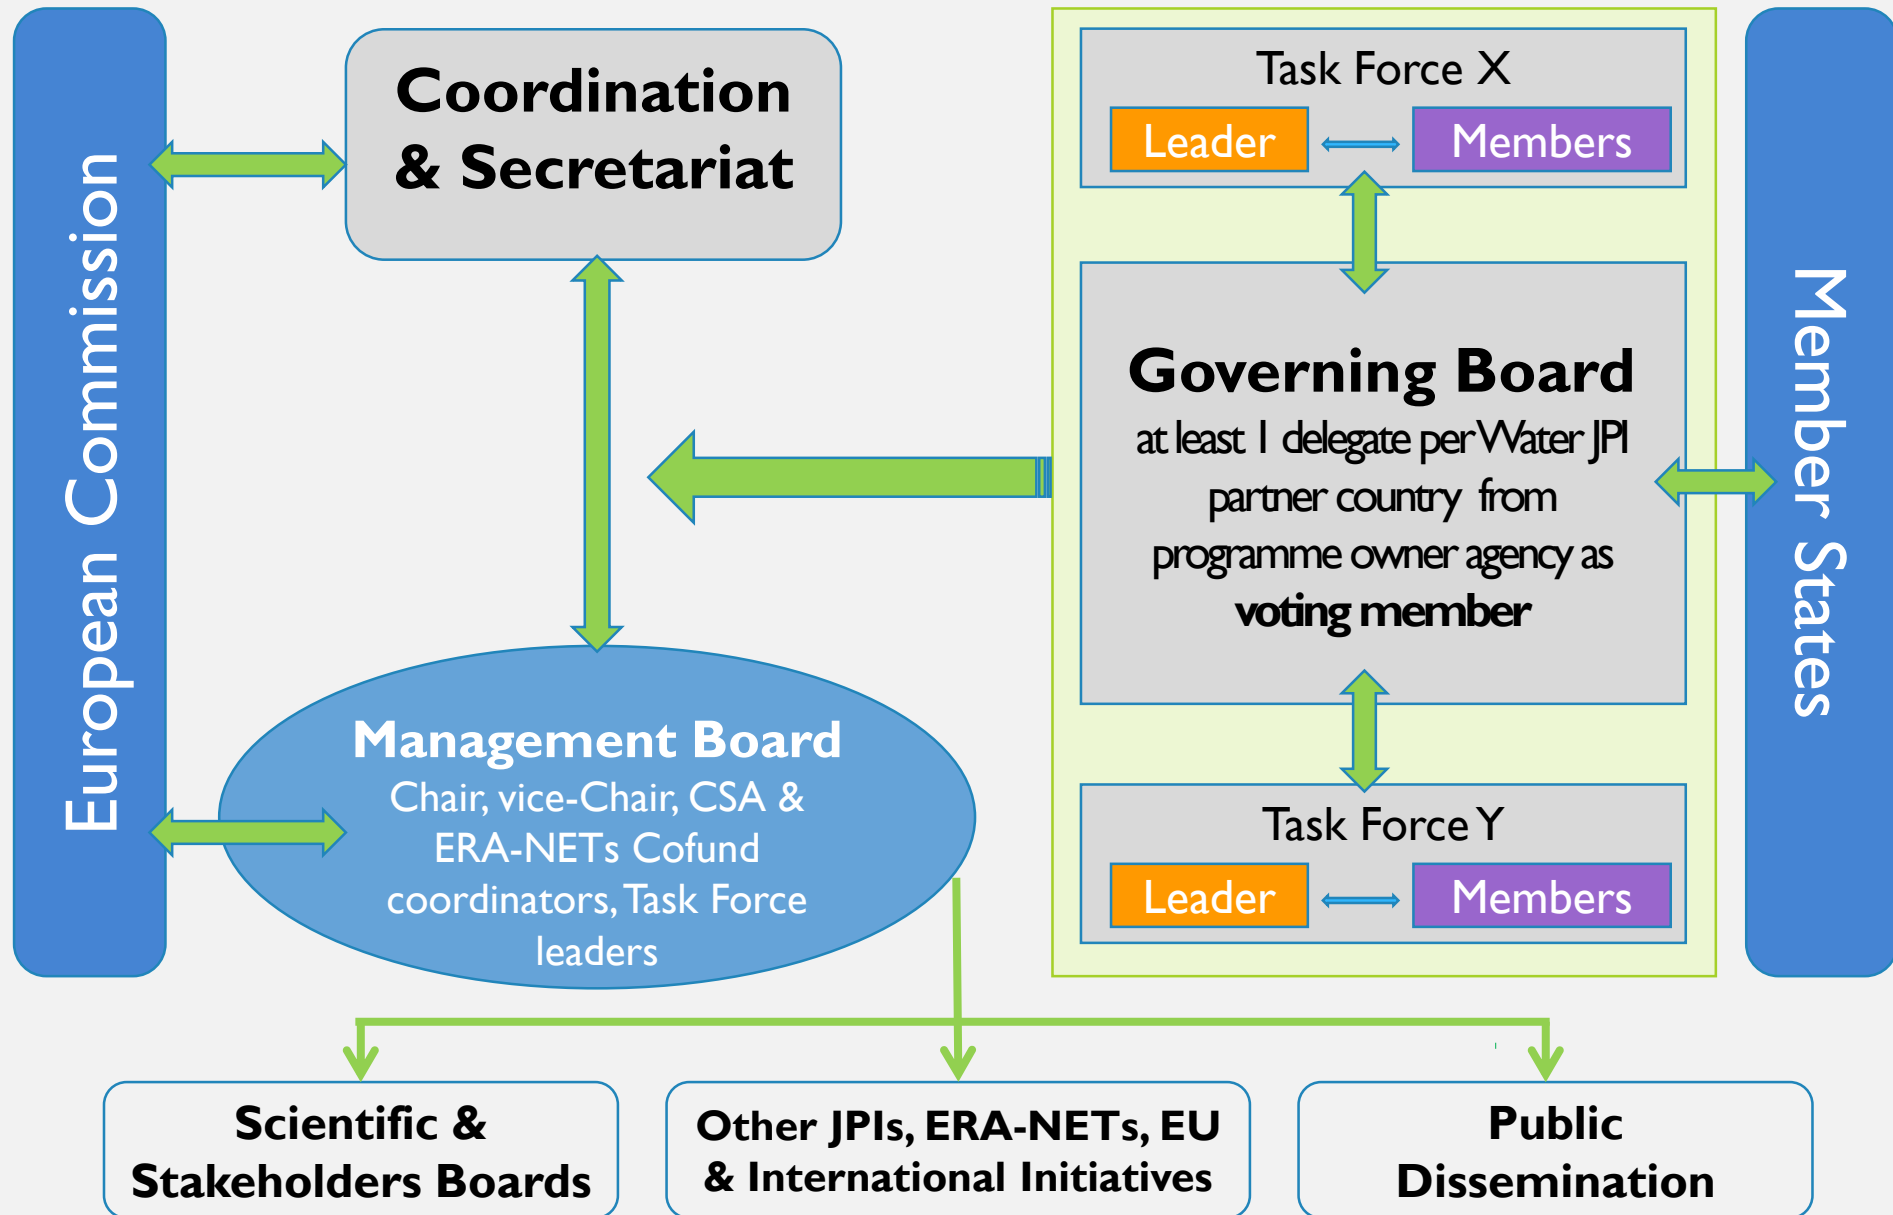 European Commission
Coordination
& Secretariat
Task Force X
Leader
Members
Governing Board
at least 1 delegate per Water JPI
partner country from
programme owner agency as
voting member
Member States
Management Board
Chair, vice-Chair, CSA &
ERA-NETs Cofund
coordinators, Task Force
leaders
Task Force Y
Leader
Members
Scientific &
Stakeholders Boards
Other JPIs, ERA-NETs, EU
& International Initiatives
Public
Dissemination